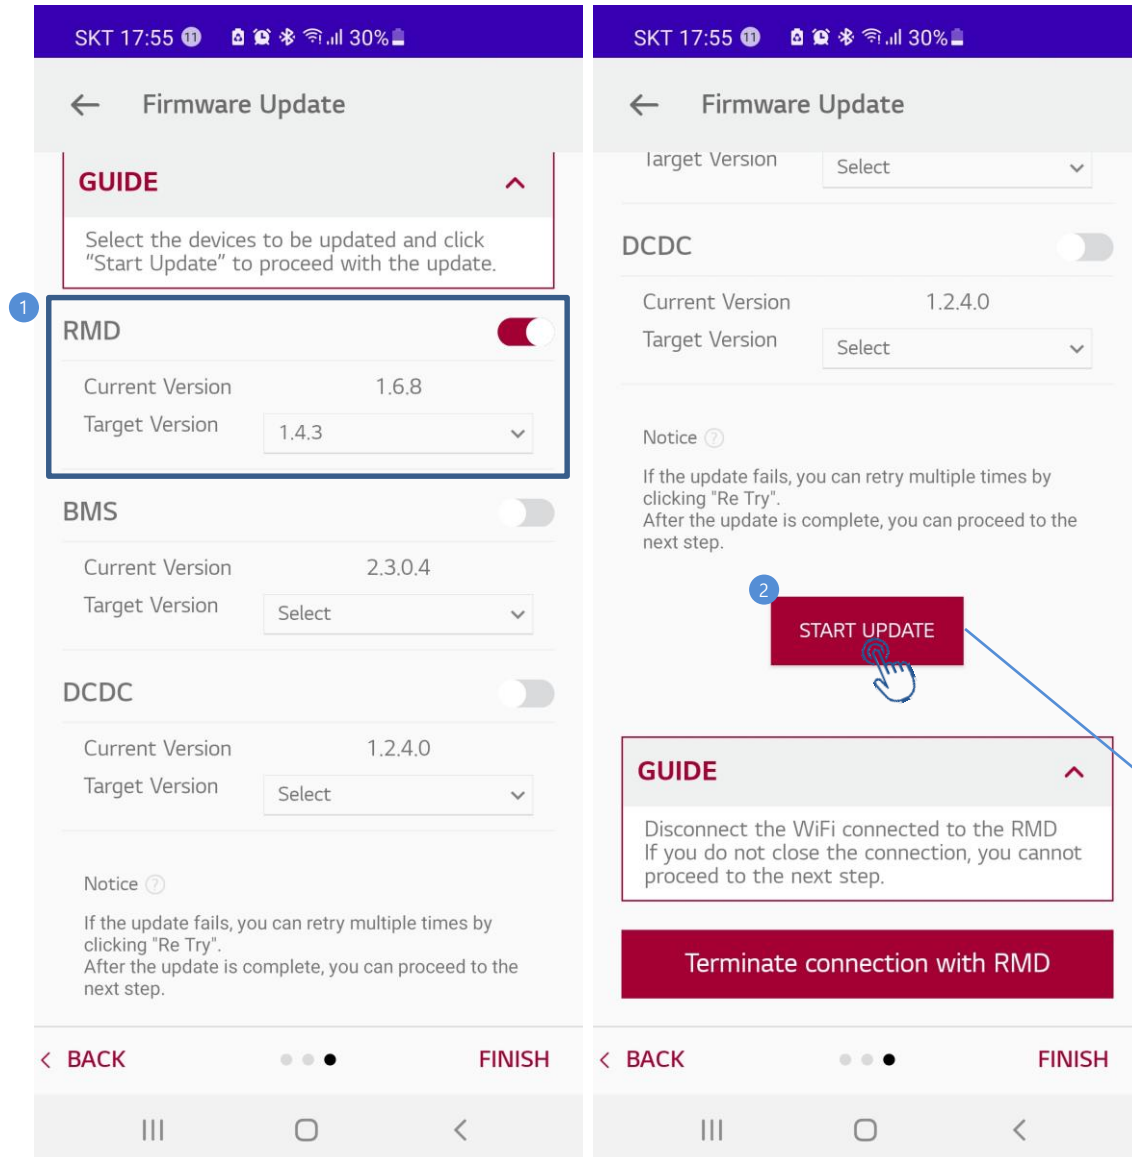 SKT 17:55 11 30%
Firmware Update
GUIDE
Select the devices to be updated and click
“Start Update” to proceed with the update.
1
RMD
Current Version 1.6.8
Target Version 1.4.3
BMS
Current Version 2.3.0.4
Target Version Select
DCDC
Current Version 1.2.4.0
Target Version Select
Notice ?
If the update fails, you can retry multiple times by
clicking "Re Try".
After the update is complete, you can proceed to the
next step.
< BACK FINISH
SKT 17:55 11 30%
Firmware Update
Target Version Select
DCDC
Current Version 1.2.4.0
Target Version Select
Notice ?
If the update fails, you can retry multiple times by
clicking "Re Try".
After the update is complete, you can proceed to the
next step.
2
START UPDATE
GUIDE
Disconnect the WiFi connected to the RMD
If you do not close the connection, you cannot
proceed to the next step.
Terminate connection with RMD
< BACK FINISH